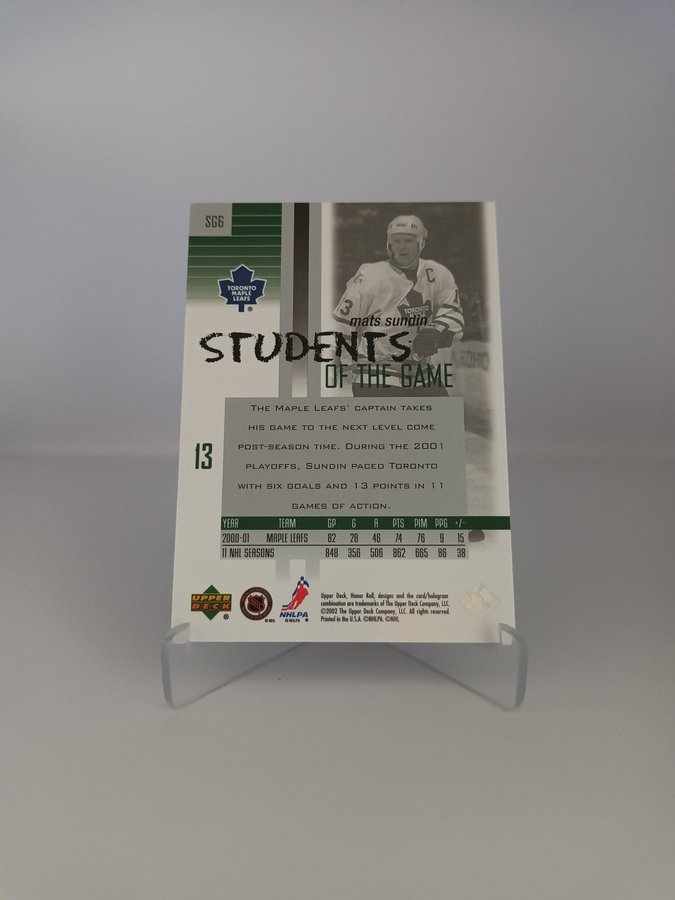 SG6
TORONTO
MAPLE
LEAFS
®
C
13
mats sundin
STUDENTS
OF THE GAME
13
THE MAPLE LEAFS' CAPTAIN TAKES
HIS GAME TO THE NEXT LEVEL COME
POST-SEASON TIME. DURING THE 2001
PLAYOFFS, SUNDIN PACED TORONTO
WITH SIX GOALS AND 13 POINTS IN 11
GAMES OF ACTION.
YEAR TEAM GP G A PTS PIM PPG +/-
2000-01 MAPLE LEAFS 82 28 46 74 76 9 15
11 NHL SEASONS 848 356 506 862 665 86 38
UPPER
DECK
®
© NHL
NHLPA
© NHLPA
®
Upper Deck, Honor Roll, designs and the card/hologram
combination are trademarks of The Upper Deck Company, LLC.
©2002 The Upper Deck Company, LLC. All rights reserved.
Printed in the U.S.A. ©NHLPA. ©NHL